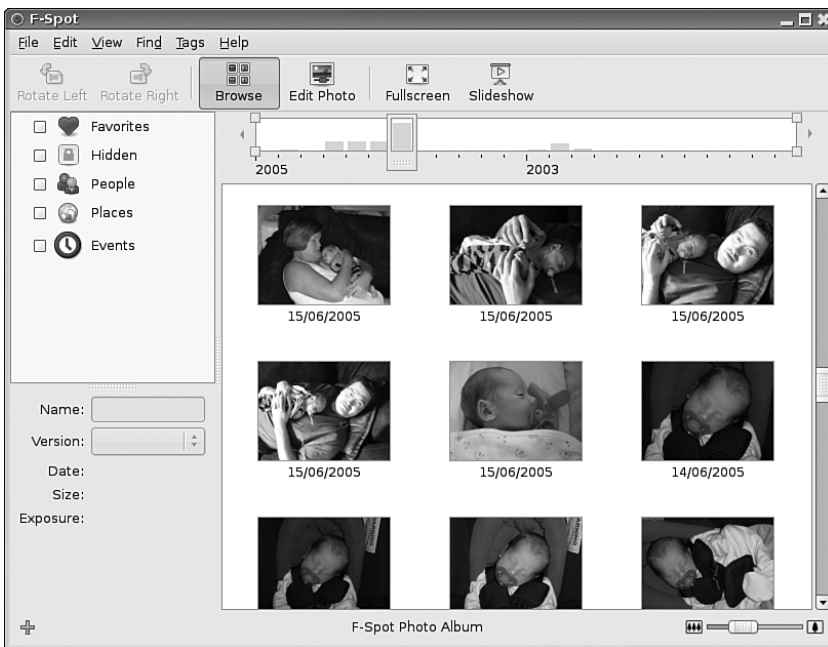 F-Spot
File Edit View Find Tags Help
Rotate Left Rotate Right Browse Edit Photo Fullscreen Slideshow
Favorites
Hidden
People
Places
Events
2005 2003
15/06/2005 15/06/2005 15/06/2005
15/06/2005 15/06/2005 14/06/2005
Name:
Version:
Date:
Size:
Exposure:
WARNING
WARNING
F-Spot Photo Album